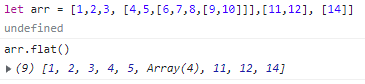 let arr = [1,2,3, [4,5,[6,7,8,[9,10]]],[11,12], [14]]
undefined
arr.flat()
▶ (9) [1, 2, 3, 4, 5, Array(4), 11, 12, 14]